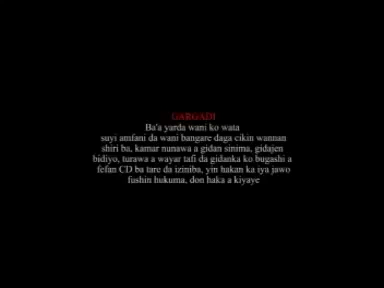 GARGADI
Ba'a yarda wani ko wata
suyi amfani da wani bangare daga cikin wannan
shiri ba, kamar nunawa a gidan sinima, gidajen
bidiyo, turawa a wayar tafi da gidanka ko bugashi a
fefan CD ba tare da iziniba, yin hakan ka iya jawo
fushin hukuma, don haka a kiyaye